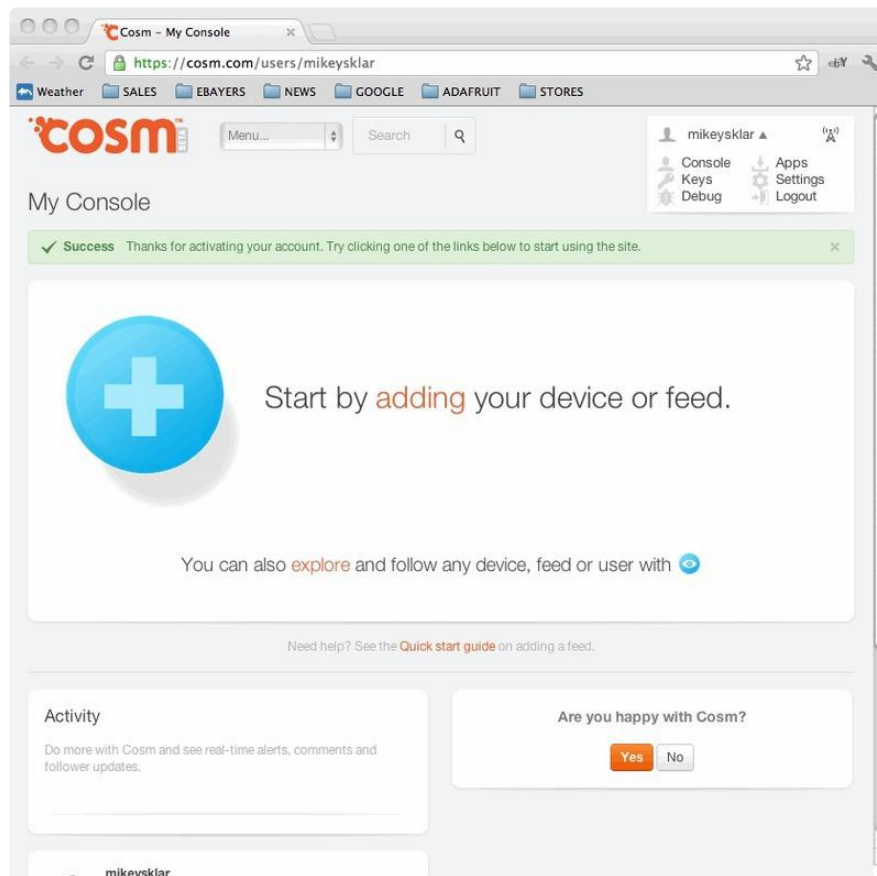 Cosm - My Console
https://cosm.com/users/mikeysklar
Weather SALES EBAYERS NEWS GOOGLE ADAFRUIT STORES
cosm™ BETA
Menu... Search
mikeysklar
Console Apps
Keys Settings
Debug Logout
My Console
Success Thanks for activating your account. Try clicking one of the links below to start using the site.
Start by adding your device or feed.
You can also explore and follow any device, feed or user with
Need help? See the Quick start guide on adding a feed.
Activity
Do more with Cosm and see real-time alerts, comments and
follower updates.
Are you happy with Cosm?
Yes No
mikeysklar